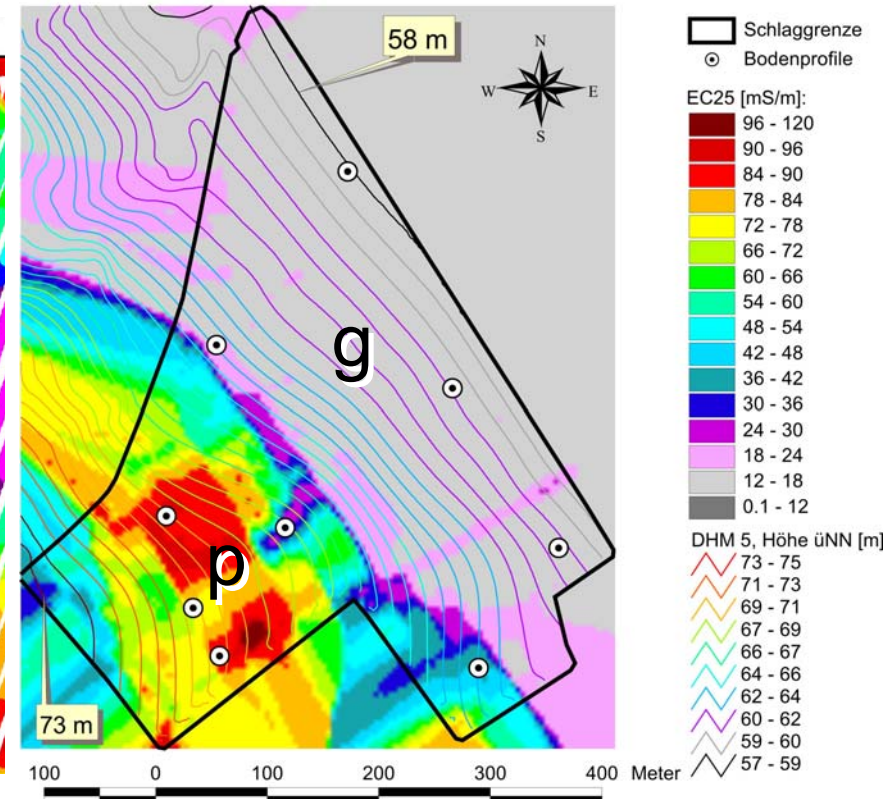 58 m
N
W E
S
g
p
73 m
100 0 100 200 300 400 Meter
Schlaggrenze
Bodenprofile
EC25 [mS/m]:
96 - 120
90 - 96
84 - 90
78 - 84
72 - 78
66 - 72
60 - 66
54 - 60
48 - 54
42 - 48
36 - 42
30 - 36
24 - 30
18 - 24
12 - 18
0.1 - 12
DHM 5, Höhe üNN [m]
73 - 75
71 - 73
69 - 71
67 - 69
66 - 67
64 - 66
62 - 64
60 - 62
59 - 60
57 - 59